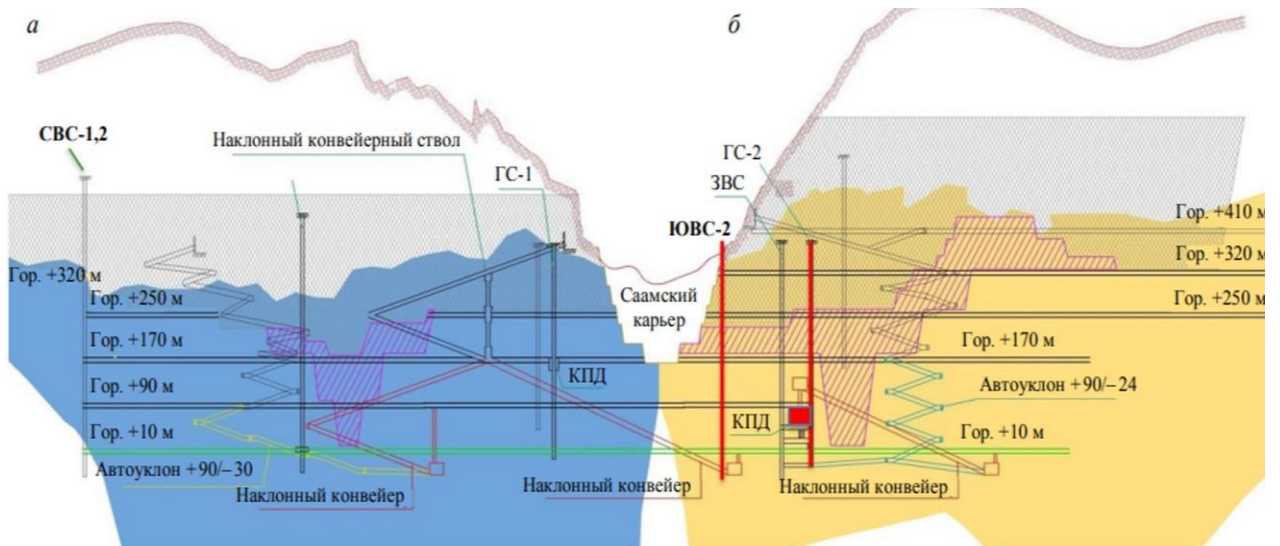 а
б
СВС-1,2
Наклонный конвейерный ствол
ГС-1
ГС-2
ЗВС
ЮВС-2
Гор. +410 м
Гор. +320 м
Гор. +250 м
Гор. +320 м
Гор. +250 м
Гор. +170 м
Гор. +90 м
Гор. +10 м
Саамский
карьер
Гор. +170 м
КПД
Автоуклон +90/–24
КПД
Гор. +10 м
Автоуклон +90/–30
Наклонный конвейер
Наклонный конвейер
Наклонный конвейер